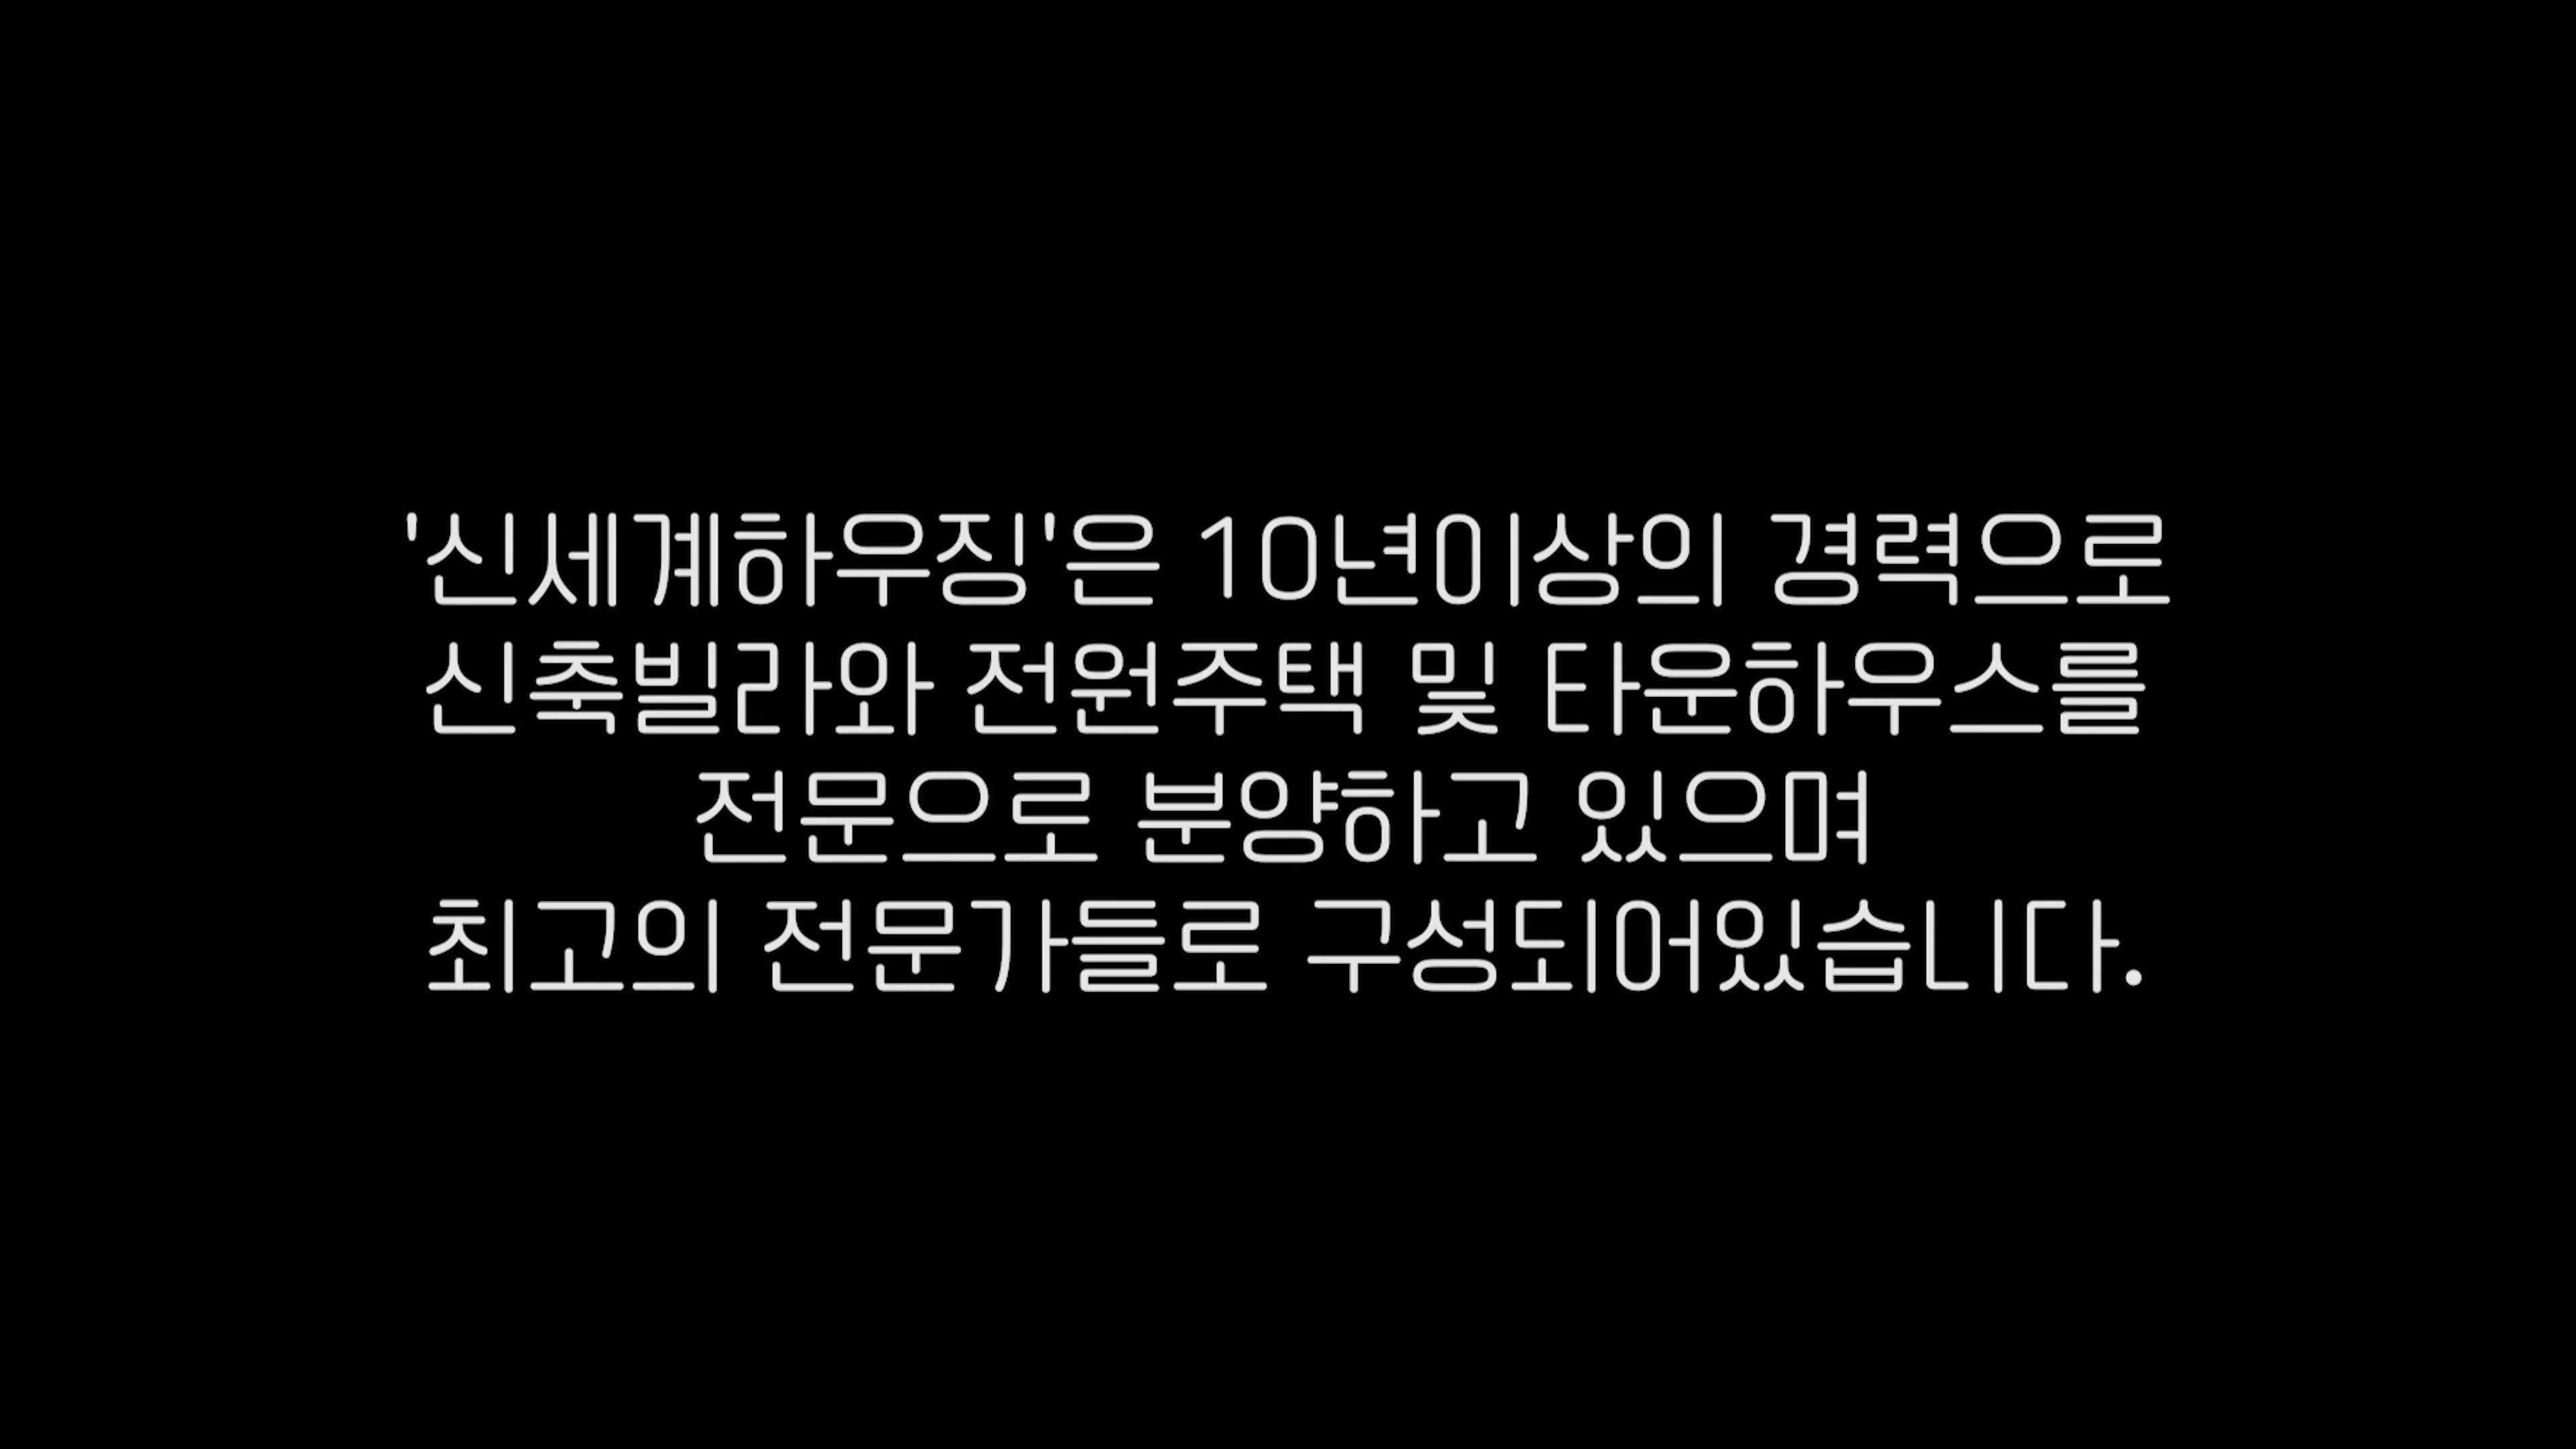 '신세계하우징'은 10년이상의 경력으로
신축빌라와 전원주택 및 타운하우스를
전문으로 분양하고 있으며
최고의 전문가들로 구성되어있습니다.